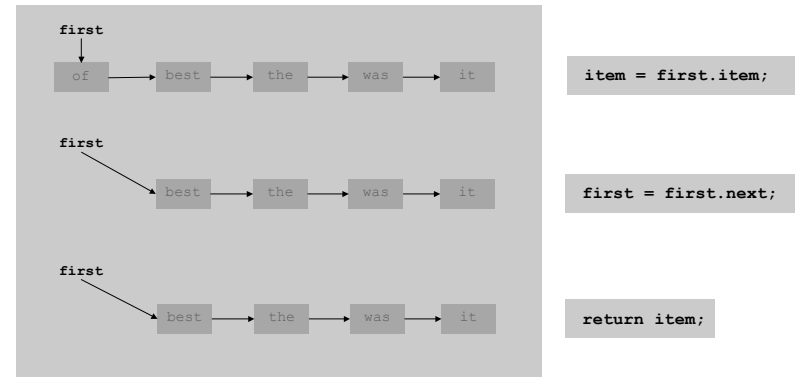 first
of best the was it
item = first.item;
first
best the was it
first = first.next;
first
best the was it
return item;